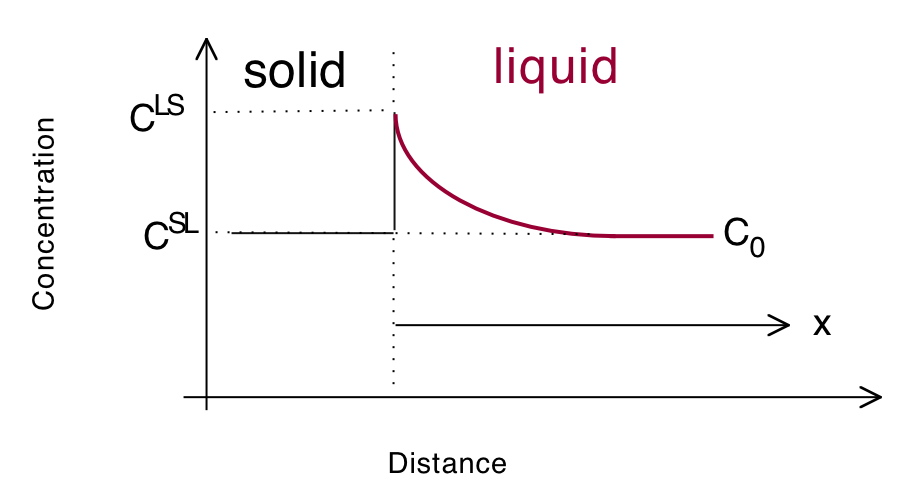 solid
liquid
C^LS
C^SL
C_0
x
Concentration
Distance